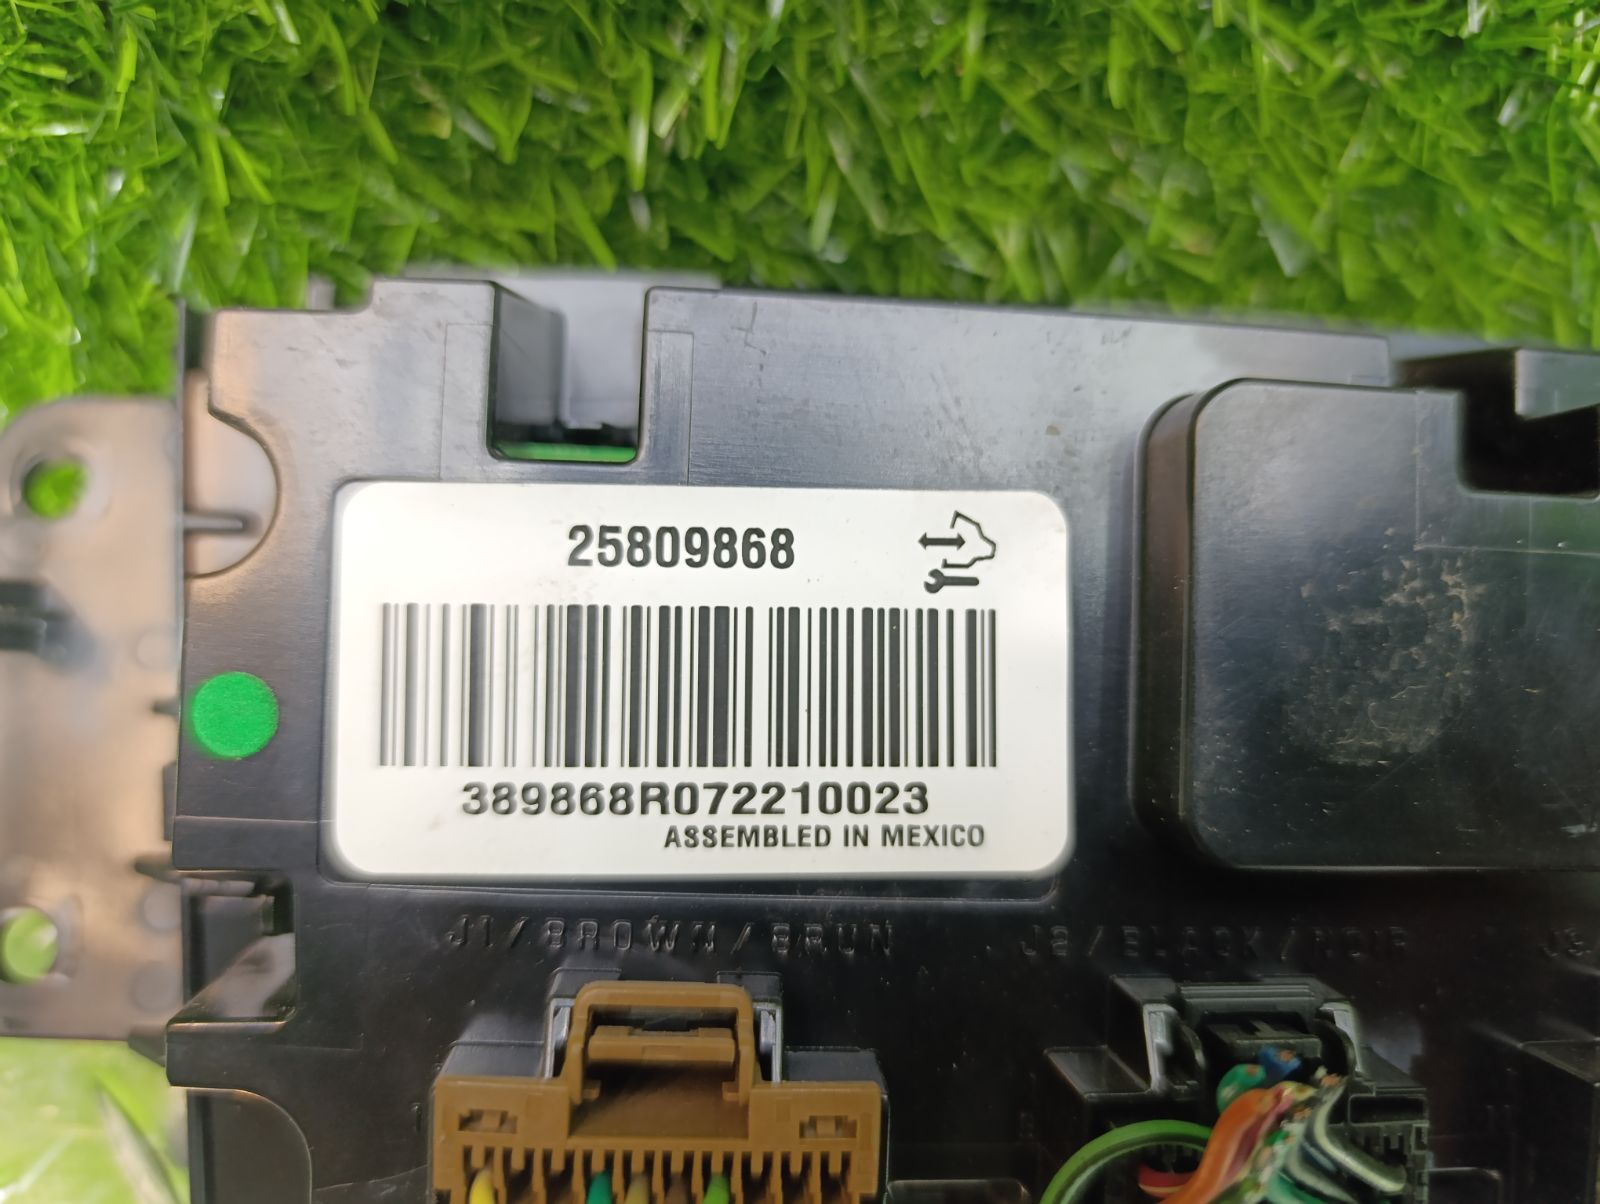 25809868
389868R072210023
ASSEMBLED IN MEXICO
J1/BROWN/BRUN J2/BLACK/NOIR